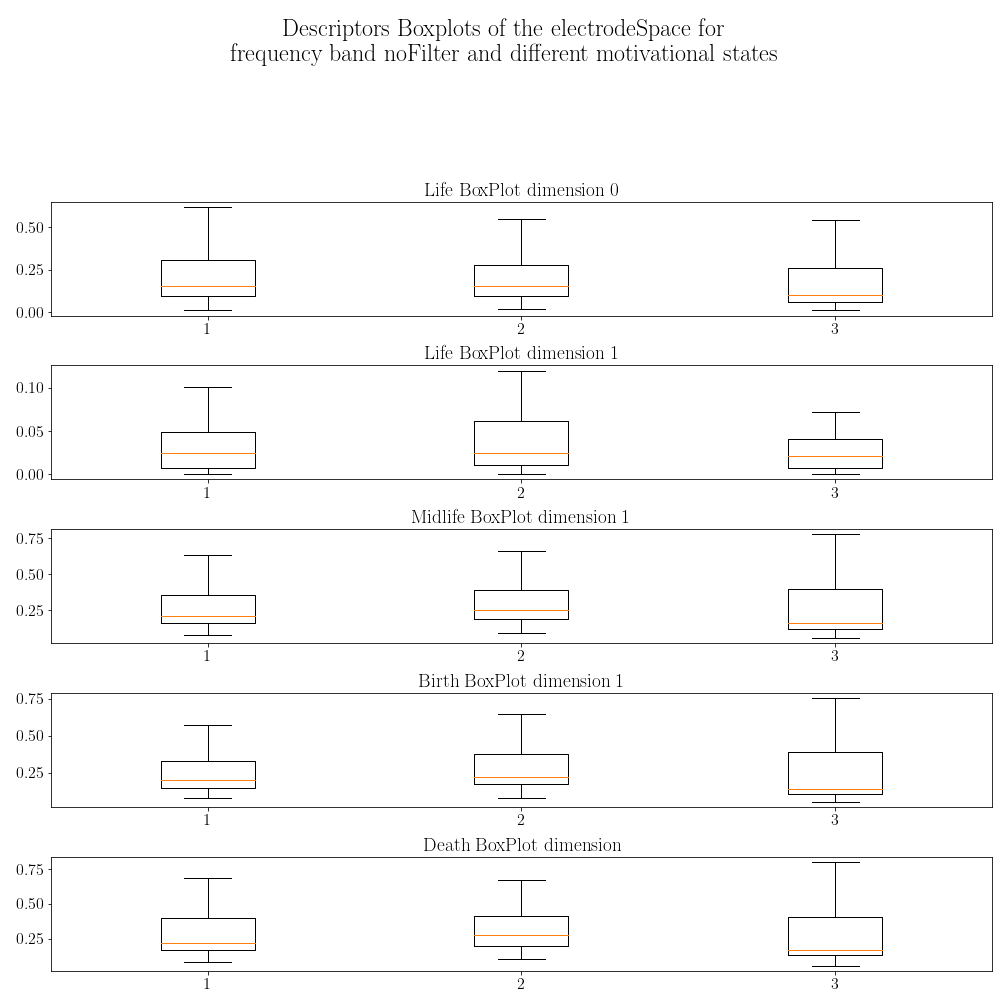 Descriptors Boxplots of the electrodeSpace for
frequency band noFilter and different motivational states
Life BoxPlot dimension 0
0.50
0.25
0.00
1 2 3
Life BoxPlot dimension 1
0.10
0.05
0.00
1 2 3
Midlife BoxPlot dimension 1
0.75
0.50
0.25
1 2 3
Birth BoxPlot dimension 1
0.75
0.50
0.25
1 2 3
Death BoxPlot dimension
0.75
0.50
0.25
1 2 3